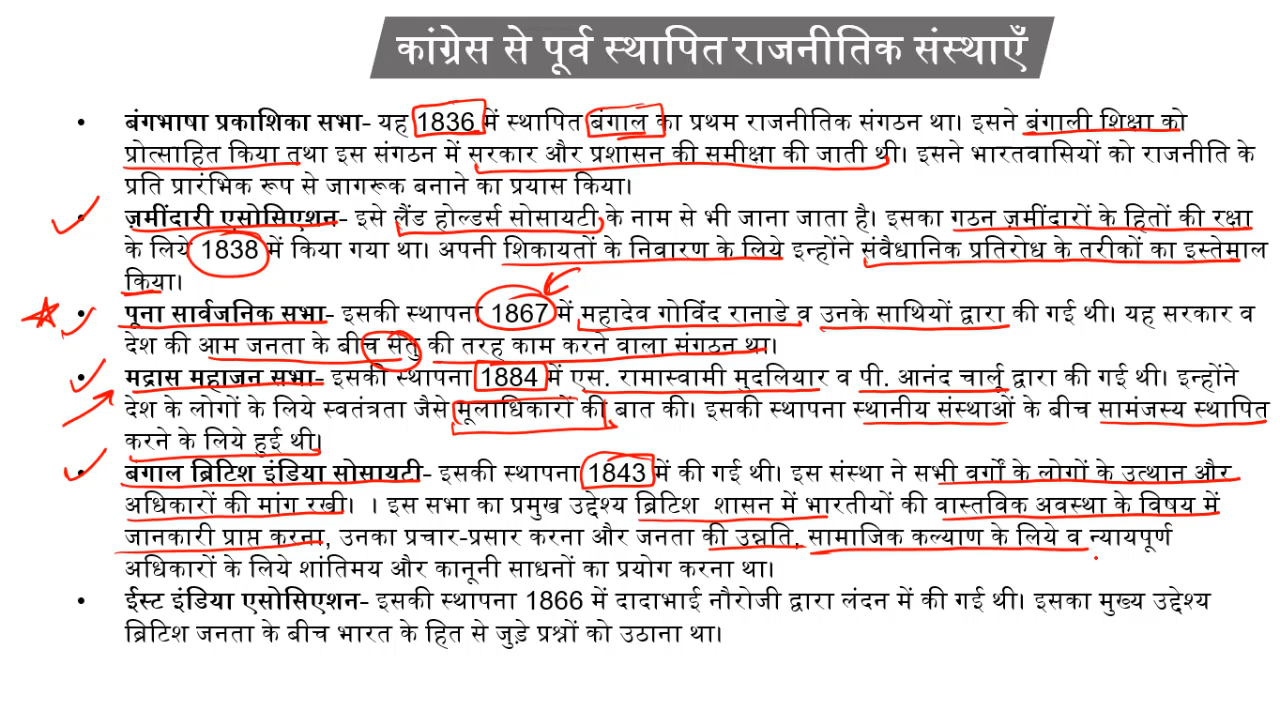 कांग्रेस से पूर्व स्थापित राजनीतिक संस्थाएँ
• बंगभाषा प्रकाशिका सभा- यह 1836 में स्थापित बंगाल का प्रथम राजनीतिक संगठन था। इसने बंगाली शिक्षा को
प्रोत्साहित किया तथा इस संगठन में सरकार और प्रशासन की समीक्षा की जाती थी। इसने भारतवासियों को राजनीति के
प्रति प्रारंभिक रूप से जागरूक बनाने का प्रयास किया।
• ज़मींदारी एसोसिएशन- इसे लैंड होल्डर्स सोसायटी के नाम से भी जाना जाता है। इसका गठन ज़मींदारों के हितों की रक्षा
के लिये 1838 में किया गया था। अपनी शिकायतों के निवारण के लिये इन्होंने संवैधानिक प्रतिरोध के तरीकों का इस्तेमाल
किया।
• पूना सार्वजनिक सभा- इसकी स्थापना 1867 में महादेव गोविंद रानाडे व उनके साथियों द्वारा की गई थी। यह सरकार व
देश की आम जनता के बीच सेतु की तरह काम करने वाला संगठन था।
• मद्रास महाजन सभा- इसकी स्थापना 1884 में एस. रामास्वामी मुदलियार व पी. आनंद चार्लू द्वारा की गई थी। इन्होंने
देश के लोगों के लिये स्वतंत्रता जैसे मूलाधिकारों की बात की। इसकी स्थापना स्थानीय संस्थाओं के बीच सामंजस्य स्थापित
करने के लिये हुई थी।
• बंगाल ब्रिटिश इंडिया सोसायटी- इसकी स्थापना 1843 में की गई थी। इस संस्था ने सभी वर्गों के लोगों के उत्थान और
अधिकारों की मांग रखी। । इस सभा का प्रमुख उद्देश्य ब्रिटिश शासन में भारतीयों की वास्तविक अवस्था के विषय में
जानकारी प्राप्त करना, उनका प्रचार-प्रसार करना और जनता की उन्नति, सामाजिक कल्याण के लिये व न्यायपूर्ण
अधिकारों के लिये शांतिमय और कानूनी साधनों का प्रयोग करना था।
• ईस्ट इंडिया एसोसिएशन- इसकी स्थापना 1866 में दादाभाई नौरोजी द्वारा लंदन में की गई थी। इसका मुख्य उद्देश्य
ब्रिटिश जनता के बीच भारत के हित से जुड़े प्रश्नों को उठाना था।